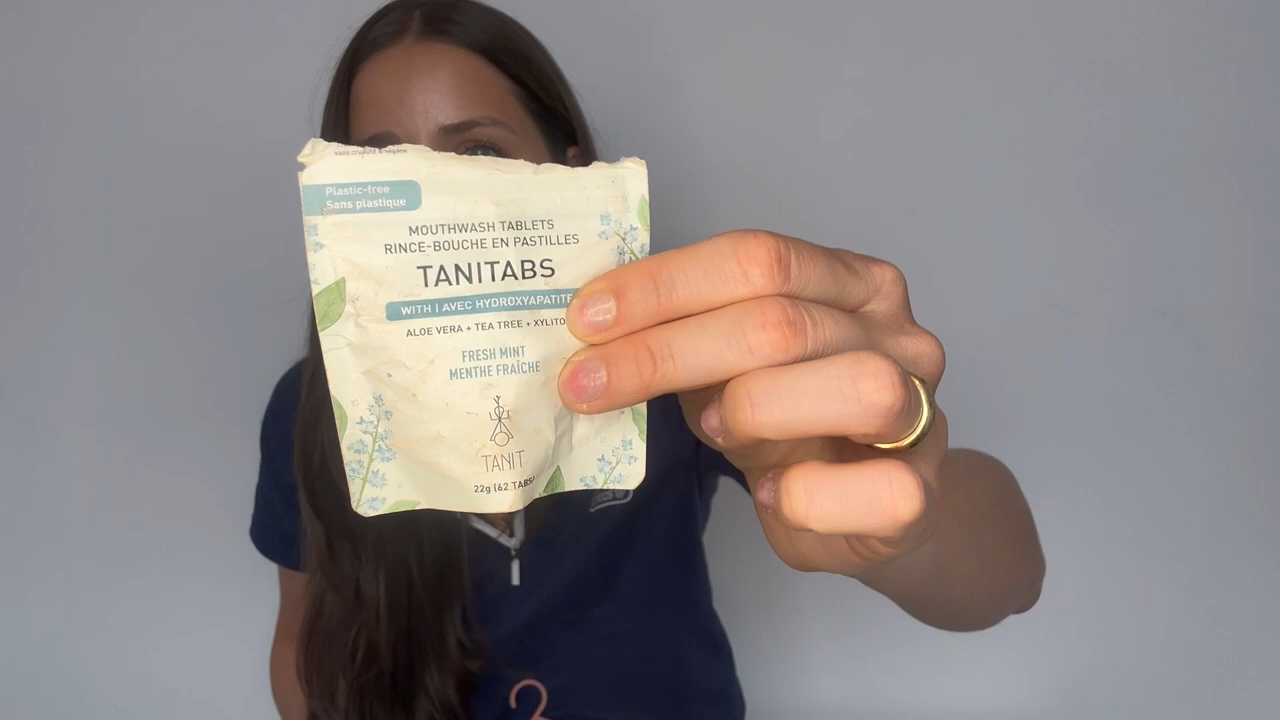 sans cruauté & végane
Plastic-free
Sans plastique
MOUTHWASH TABLETS
RINCE-BOUCHE EN PASTILLES
TANITABS
WITH | AVEC HYDROXYAPATITE
ALOE VERA + TEA TREE + XYLITO
FRESH MINT
MENTHE FRAÎCHE
TANIT
22g (62 TABS)